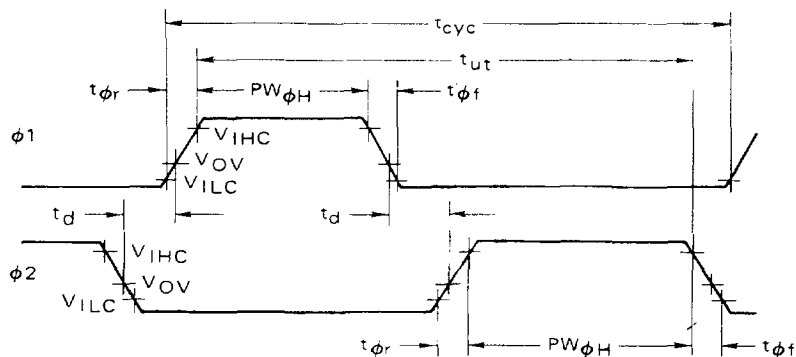 tcyc
tut
tϕr PWϕH tϕf
ϕ1
VIHC
VOV
VILC
td td
ϕ2
VIHC
VOV
VILC
tϕr PWϕH tϕf